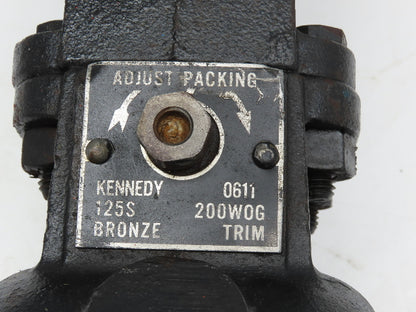 ADJUST PACKING
KENNEDY 0611
125S 200WOG
BRONZE TRIM